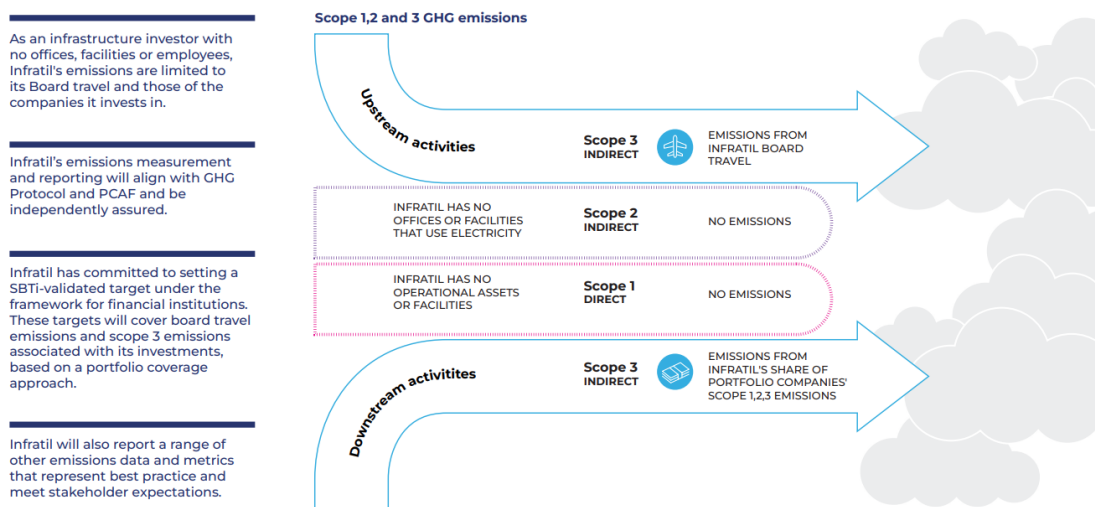 As an infrastructure investor with
no offices, facilities or employees,
Infratil's emissions are limited to
its Board travel and those of the
companies it invests in.
Infratil's emissions measurement
and reporting will align with GHG
Protocol and PCAF and be
independently assured.
Infratil has committed to setting a
SBTi-validated target under the
framework for financial institutions.
These targets will cover board travel
emissions and scope 3 emissions
associated with its investments,
based on a portfolio coverage
approach.
Infratil will also report a range of
other emissions data and metrics
that represent best practice and
meet stakeholder expectations.
Scope 1,2 and 3 GHG emissions
Upstream activities
Scope 3
INDIRECT
EMISSIONS FROM
INFRATIL BOARD
TRAVEL
INFRATIL HAS NO
OFFICES OR FACILITIES
THAT USE ELECTRICITY
Scope 2
INDIRECT
NO EMISSIONS
INFRATIL HAS NO
OPERATIONAL ASSETS
OR FACILITIES
Scope 1
DIRECT
NO EMISSIONS
Downstream activitites
Scope 3
INDIRECT
EMISSIONS FROM
INFRATIL'S SHARE OF
PORTFOLIO COMPANIES'
SCOPE 1,2,3 EMISSIONS